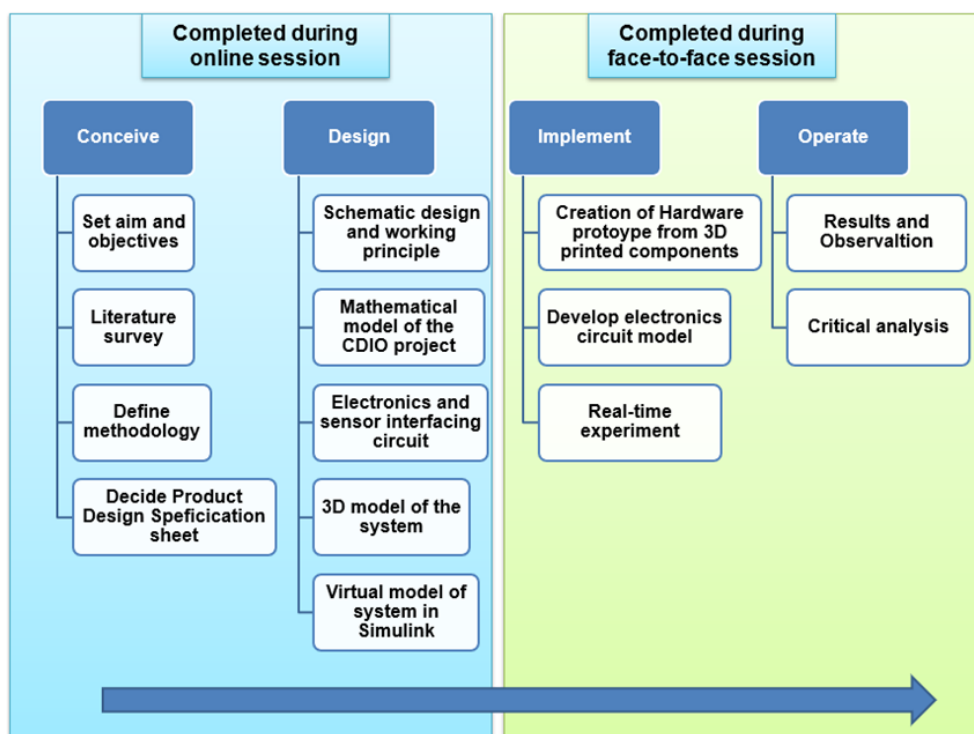 Completed during
online session
Conceive
Set aim and
objectives
Literature
survey
Define
methodology
Decide Product
Design Speficication
sheet
Design
Schematic design
and working
principle
Mathematical
model of the
CDIO project
Electronics and
sensor interfacing
circuit
3D model of the
system
Virtual model of
system in
Simulink
Completed during
face-to-face session
Implement
Creation of Hardware
protoype from 3D
printed components
Develop electronics
circuit model
Real-time
experiment
Operate
Results and
Observaltion
Critical analysis